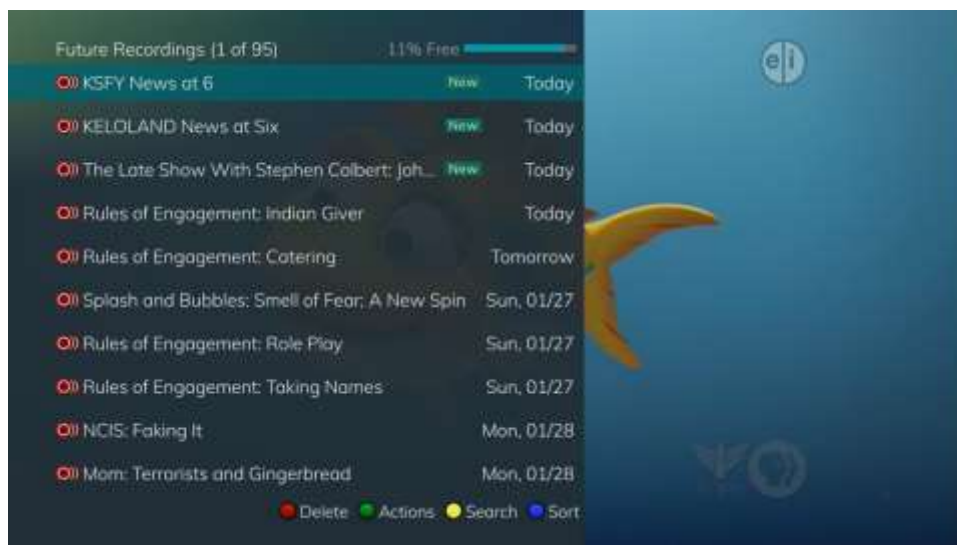 Future Recordings (1 of 95) 11% Free
KSFY News at 6 New Today
KELOLAND News at Six New Today
The Late Show With Stephen Colbert: Joh... New Today
Rules of Engagement: Indian Giver Today
Rules of Engagement: Catering Tomorrow
Splash and Bubbles: Smell of Fear; A New Spin Sun, 01/27
Rules of Engagement: Role Play Sun, 01/27
Rules of Engagement: Taking Names Sun, 01/27
NCIS: Faking It Mon, 01/28
Mom: Terrorists and Gingerbread Mon, 01/28
Delete Actions Search Sort
e/i